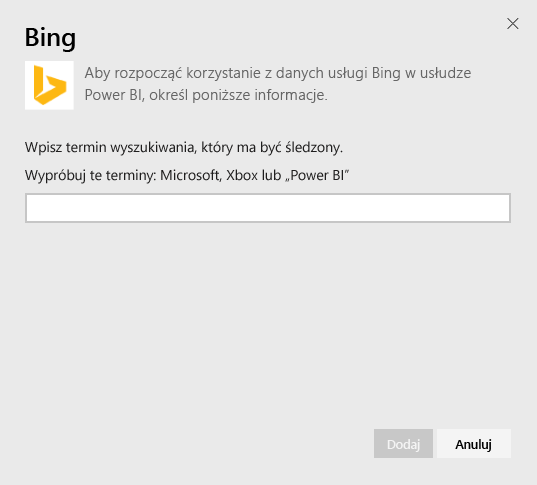 Bing
Aby rozpocząć korzystanie z danych usługi Bing w usłudze
Power BI, określ poniższe informacje.
Wpisz termin wyszukiwania, który ma być śledzony.
Wypróbuj te terminy: Microsoft, Xbox lub „Power BI”
Dodaj
Anuluj